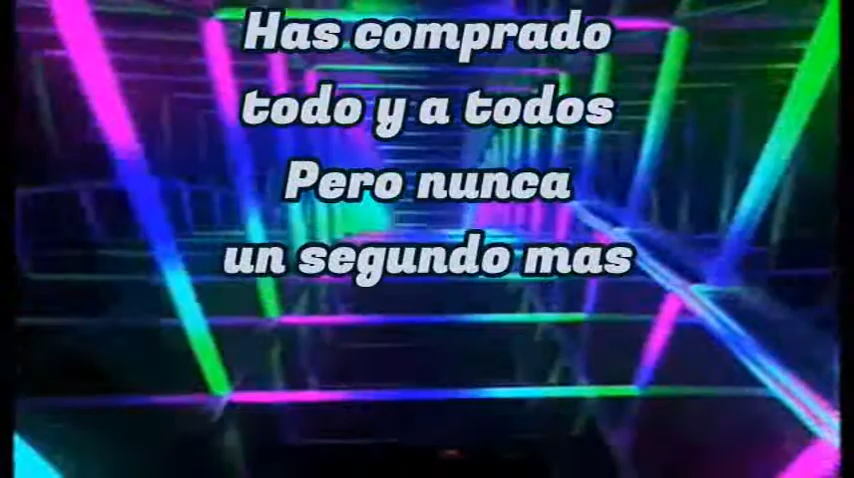 Has comprado
todo y a todos
Pero nunca
un segundo mas